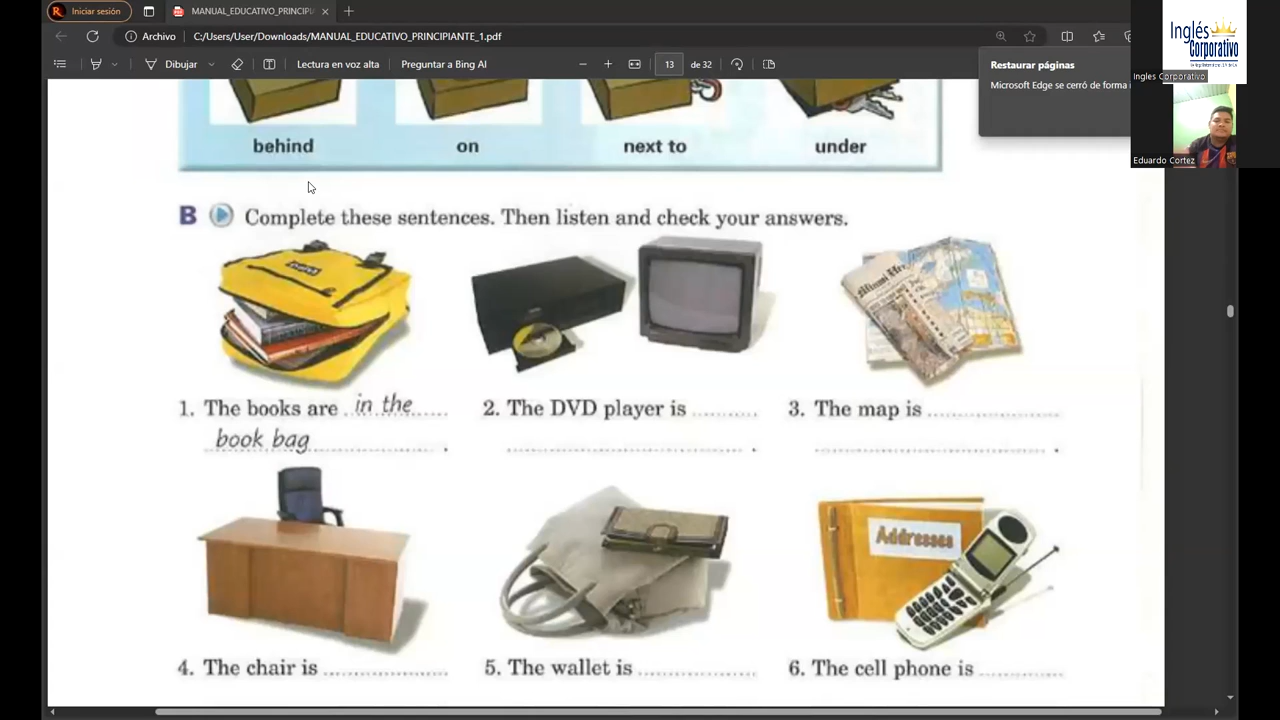 Iniciar sesión
MANUAL_EDUCATIVO_PRINCIPI
Archivo
C:/Users/User/Downloads/MANUAL_EDUCATIVO_PRINCIPIANTE_1.pdf
Dibujar
Lectura en voz alta
Preguntar a Bing AI
13
de 32
Restaurar páginas
Microsoft Edge se cerró de forma
Inglés
Corporativo
Ingles Corporativo
Eduardo Cortez
behind
on
next to
under
B Complete these sentences. Then listen and check your answers.
1. The books are in the
book bag .
2. The DVD player is ..............
.
3. The map is ..............
.
Addresses
4. The chair is ..............
5. The wallet is ..............
6. The cell phone is ..............